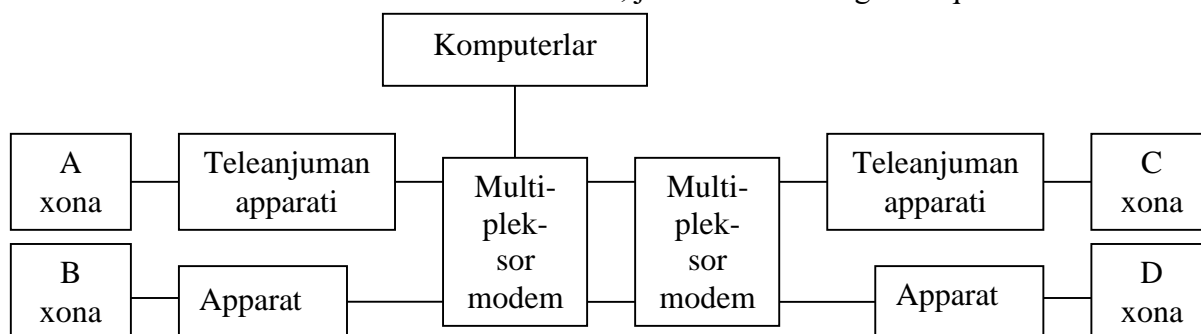 Komputerlar
A
xona
Teleanjuman
apparati
Multi-
plek-
sor
modem
Multi-
plek-
sor
modem
Teleanjuman
apparati
C
xona
B
xona
Apparat
Apparat
D
xona